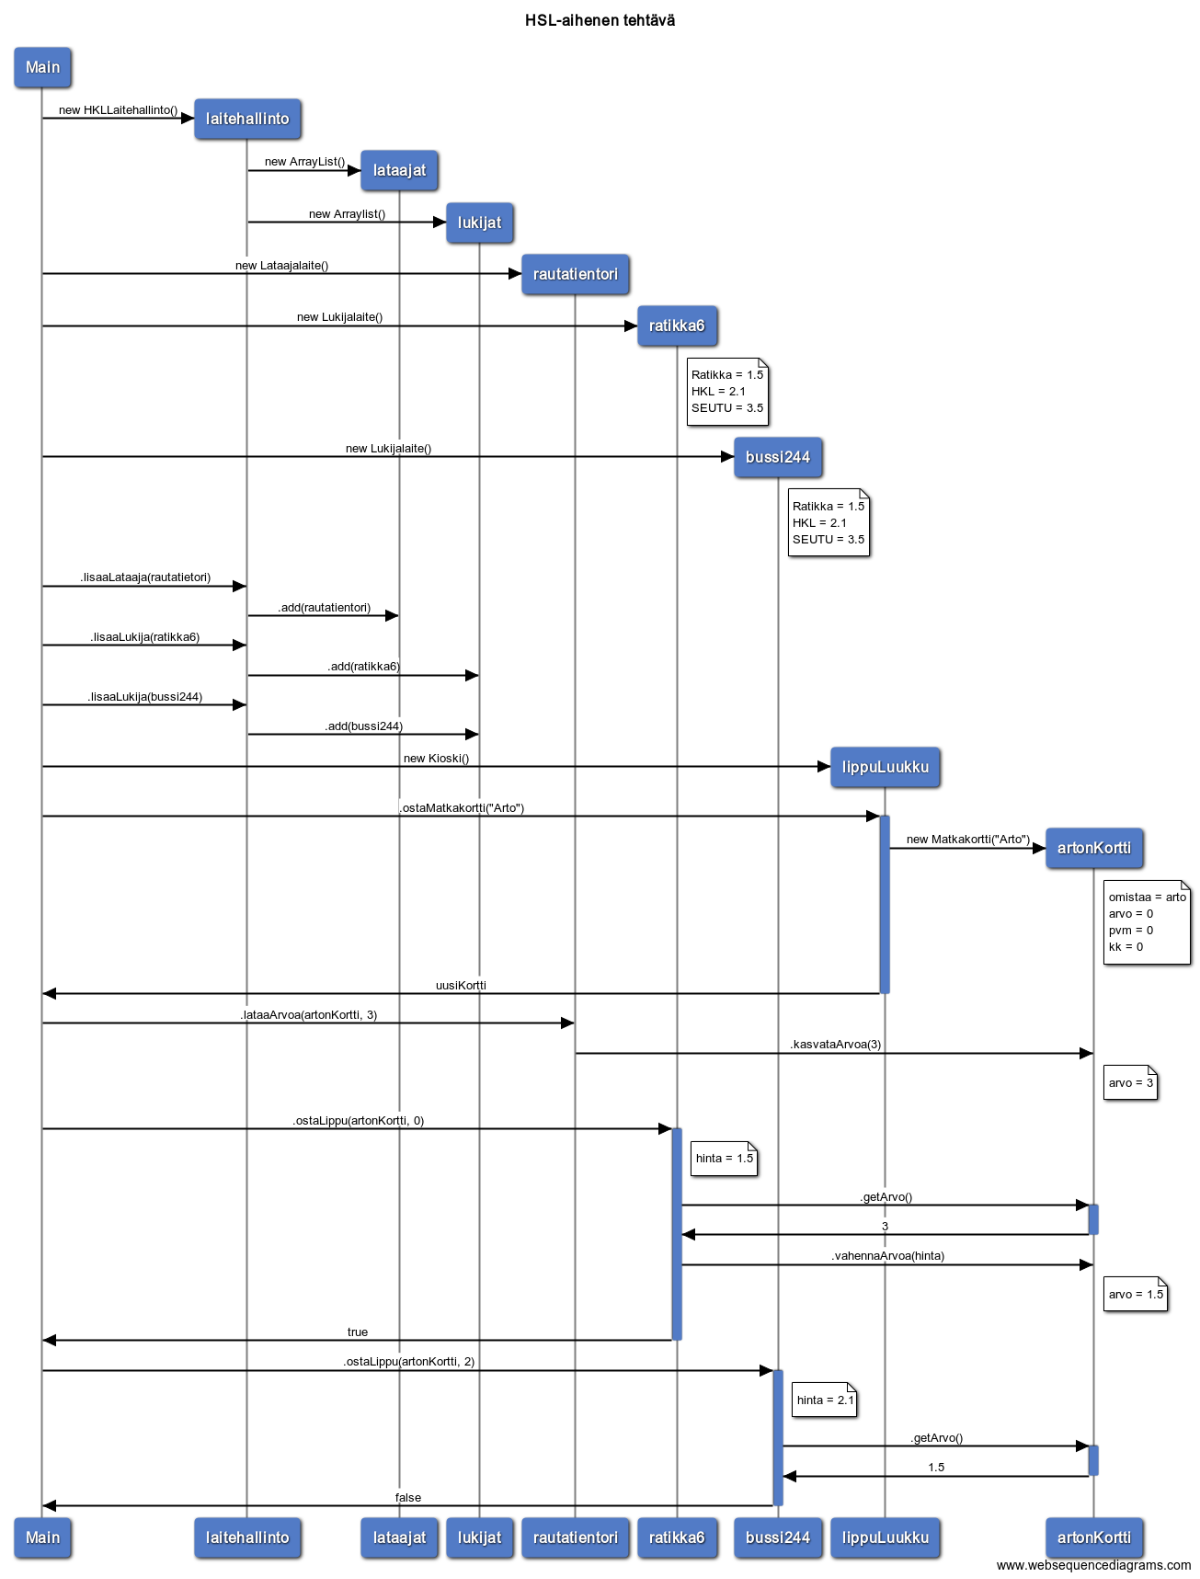 HSL-aihenen tehtävä
Main
new HKLLaitehallinto()
laitehallinto
new ArrayList()
lataajat
new Arraylist()
lukijat
new Lataajalaite()
rautatientori
new Lukijalaite()
ratikka6
Ratikka = 1.5
HKL = 2.1
SEUTU = 3.5
new Lukijalaite()
bussi244
Ratikka = 1.5
HKL = 2.1
SEUTU = 3.5
.lisaaLataaja(rautatietori)
.add(rautatientori)
.lisaaLukija(ratikka6)
.add(ratikka6)
.lisaaLukija(bussi244)
.add(bussi244)
new Kioski()
lippuLuukku
.ostaMatkakortti("Arto")
new Matkakortti("Arto")
artonKortti
omistaa = arto
arvo = 0
pvm = 0
kk = 0
uusiKortti
.lataaArvoa(artonKortti, 3)
.kasvataArvoa(3)
arvo = 3
.ostaLippu(artonKortti, 0)
hinta = 1.5
.getArvo()
3
.vahennaArvoa(hinta)
arvo = 1.5
true
.ostaLippu(artonKortti, 2)
hinta = 2.1
.getArvo()
1.5
false
Main laitehallinto lataajat lukijat rautatientori ratikka6 bussi244 lippuLuukku artonKortti
www.websequencediagrams.com